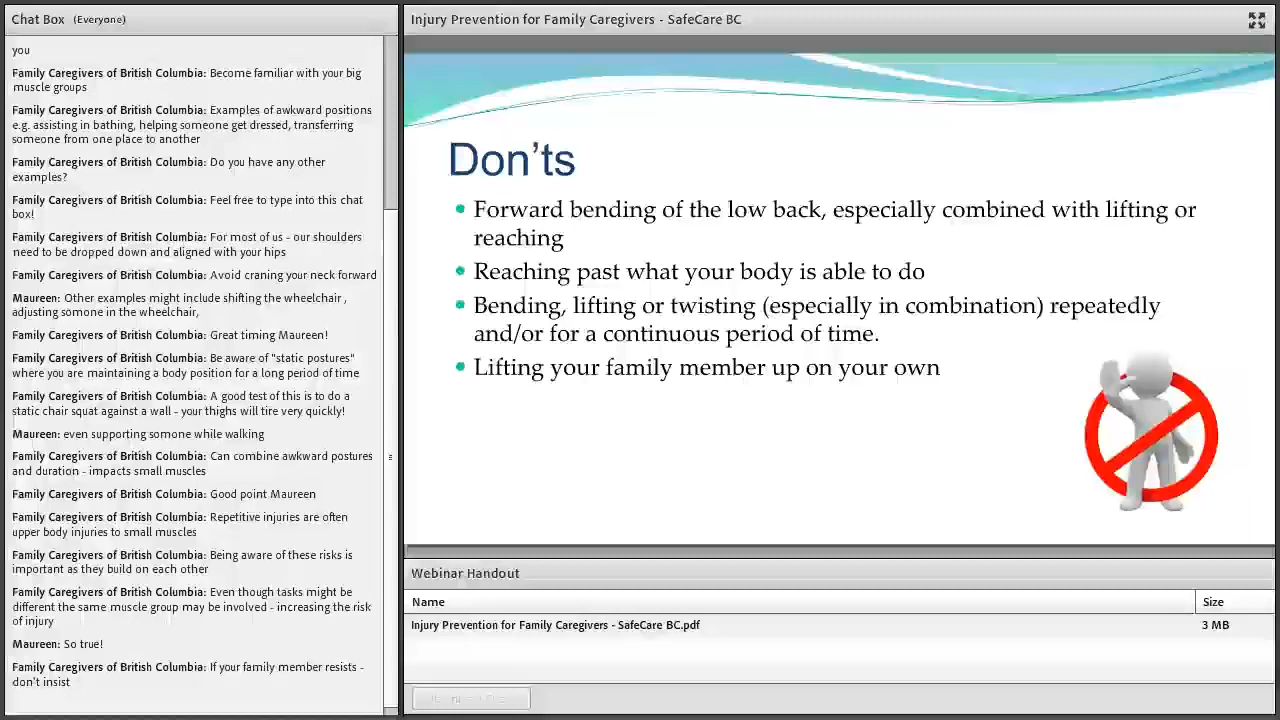 Chat Box (Everyone)
you
Family Caregivers of British Columbia: Become familiar with your big
muscle groups
Family Caregivers of British Columbia: Examples of awkward positions
e.g. assisting in bathing, helping someone get dressed, transferring
someone from one place to another
Family Caregivers of British Columbia: Do you have any other
examples?
Family Caregivers of British Columbia: Feel free to type into this chat
box!
Family Caregivers of British Columbia: For most of us - our shoulders
need to be dropped down and aligned with your hips
Family Caregivers of British Columbia: Avoid craning your neck forward
Maureen: Other examples might include shifting the wheelchair ,
adjusting somone in the wheelchair,
Family Caregivers of British Columbia: Great timing Maureen!
Family Caregivers of British Columbia: Be aware of "static postures"
where you are maintaining a body position for a long period of time
Family Caregivers of British Columbia: A good test of this is to do a
static chair squat against a wall - your thighs will tire very quickly!
Maureen: even supporting somone while walking
Family Caregivers of British Columbia: Can combine awkward postures
and duration - impacts small muscles
Family Caregivers of British Columbia: Good point Maureen
Family Caregivers of British Columbia: Repetitive injuries are often
upper body injuries to small muscles
Family Caregivers of British Columbia: Being aware of these risks is
important as they build on each other
Family Caregivers of British Columbia: Even though tasks might be
different the same muscle group may be involved - increasing the risk
of injury
Maureen: So true!
Family Caregivers of British Columbia: If your family member resists -
don't insist
Injury Prevention for Family Caregivers - SafeCare BC
Don'ts
Forward bending of the low back, especially combined with lifting or
reaching
Reaching past what your body is able to do
Bending, lifting or twisting (especially in combination) repeatedly
and/or for a continuous period of time.
Lifting your family member up on your own
Webinar Handout
Name Size
Injury Prevention for Family Caregivers - SafeCare BC.pdf 3 MB